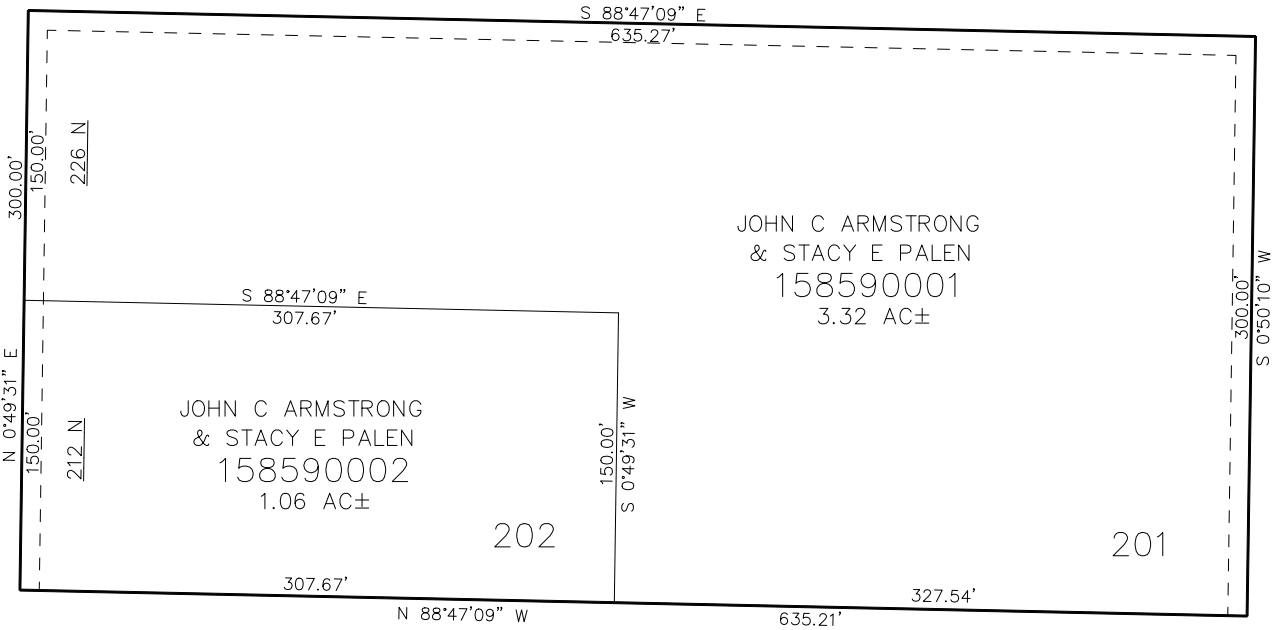 S 88°47'09" E
635.27'
300.00'
150.00'
226 N
JOHN C ARMSTRONG
& STACY E PALEN
158590001
3.32 AC±
300.00'
S 0°50'10" W
S 88°47'09" E
307.67'
N 0°49'31" E
150.00'
212 N
JOHN C ARMSTRONG
& STACY E PALEN
158590002
1.06 AC±
150.00'
S 0°49'31" W
202
201
307.67'
327.54'
N 88°47'09" W
635.21'